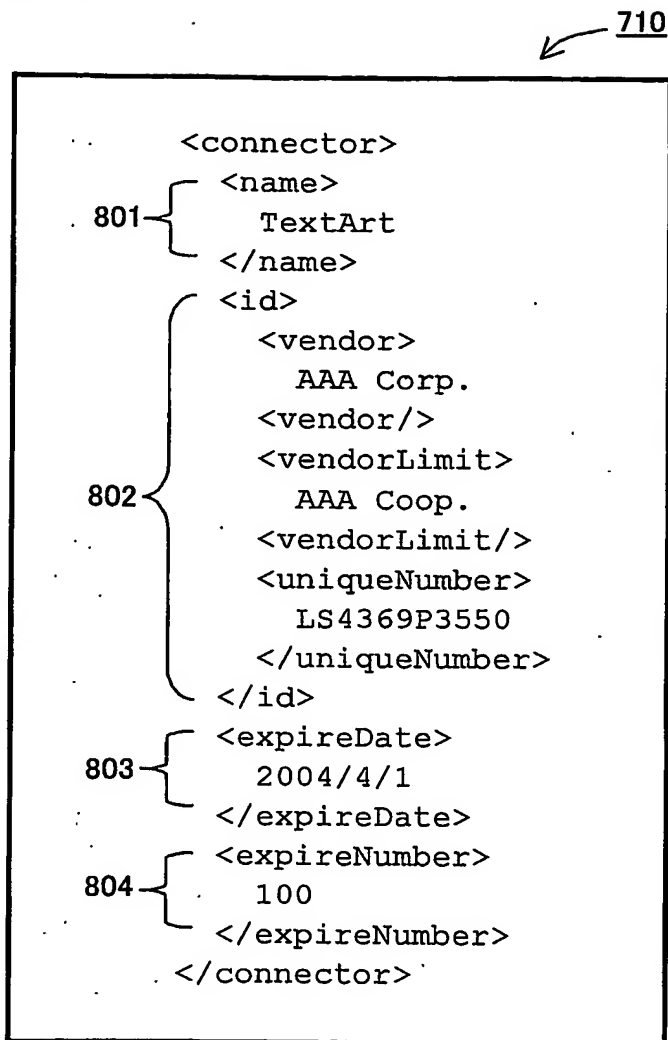 710
<connector>
801
<name>
TextArt
</name>
802
<id>
<vendor>
AAA Corp.
<vendor/>
<vendorLimit>
AAA Coop.
<vendorLimit/>
<uniqueNumber>
LS4369P3550
</uniqueNumber>
</id>
803
<expireDate>
2004/4/1
</expireDate>
804
<expireNumber>
100
</expireNumber>
</connector>